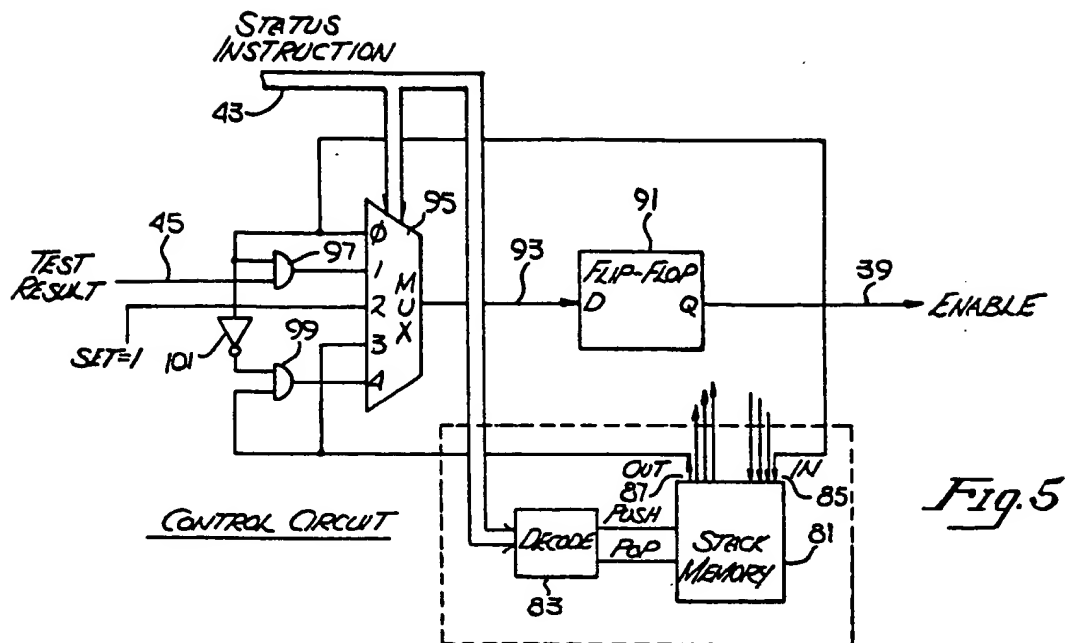 STATUS
INSTRUCTION
43
95
91
45
97
TEST
RESULT
Ø
1
2
3
4
MUX
93
FLIP-FLOP
D
Q
39
ENABLE
SET=1
101
99
OUT
87
IN
85
CONTROL CIRCUIT
DECODE
83
PUSH
POP
STACK
MEMORY
81
Fig. 5